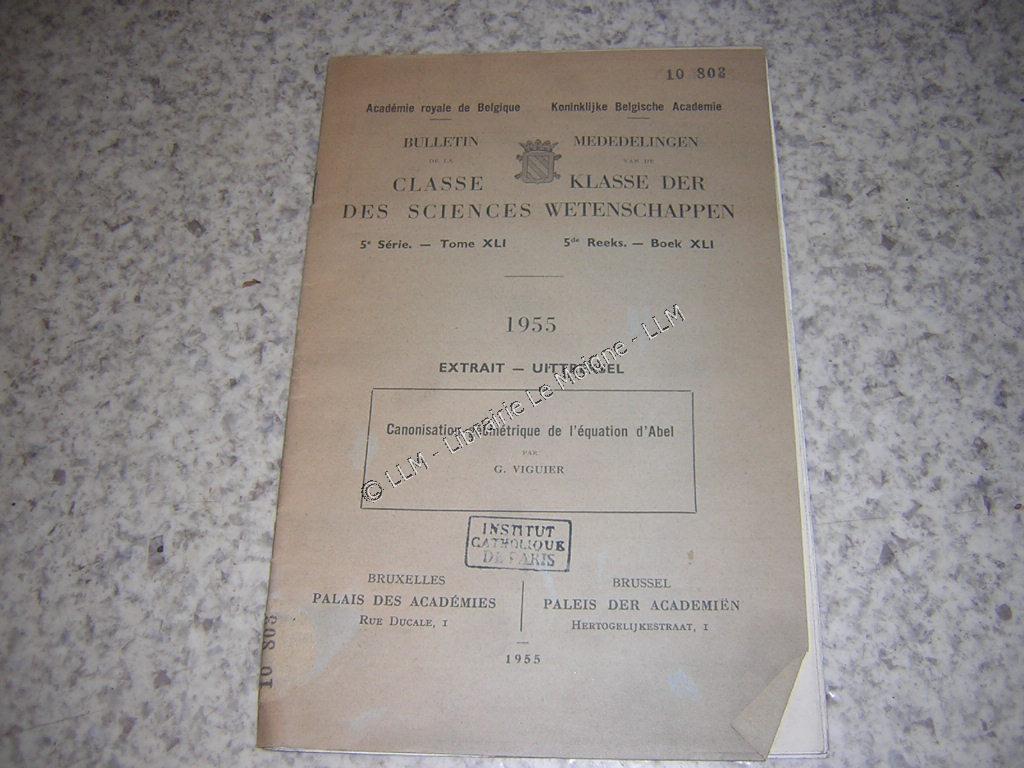 10 803
Académie royale de Belgique
Koninklijke Belgische Academie
BULLETIN
DE LA
CLASSE
DES SCIENCES
MEDEDELINGEN
VAN DE
KLASSE DER
WETENSCHAPPEN
5e Série. — Tome XLI
5de Reeks. — Boek XLI
1955
EXTRAIT —
Canonisation de l'équation d'Abel
PAR
G. VIGUIER
© LLM - Librairie Le Moigne - LLM
INSTITUT
CATHOLIQUE
DE PARIS
BRUXELLES
PALAIS DES ACADÉMIES
RUE DUCALE, 1
BRUSSEL
PALEIS DER ACADEMIËN
HERTOGELIJKESTRAAT, 1
1955
10 803